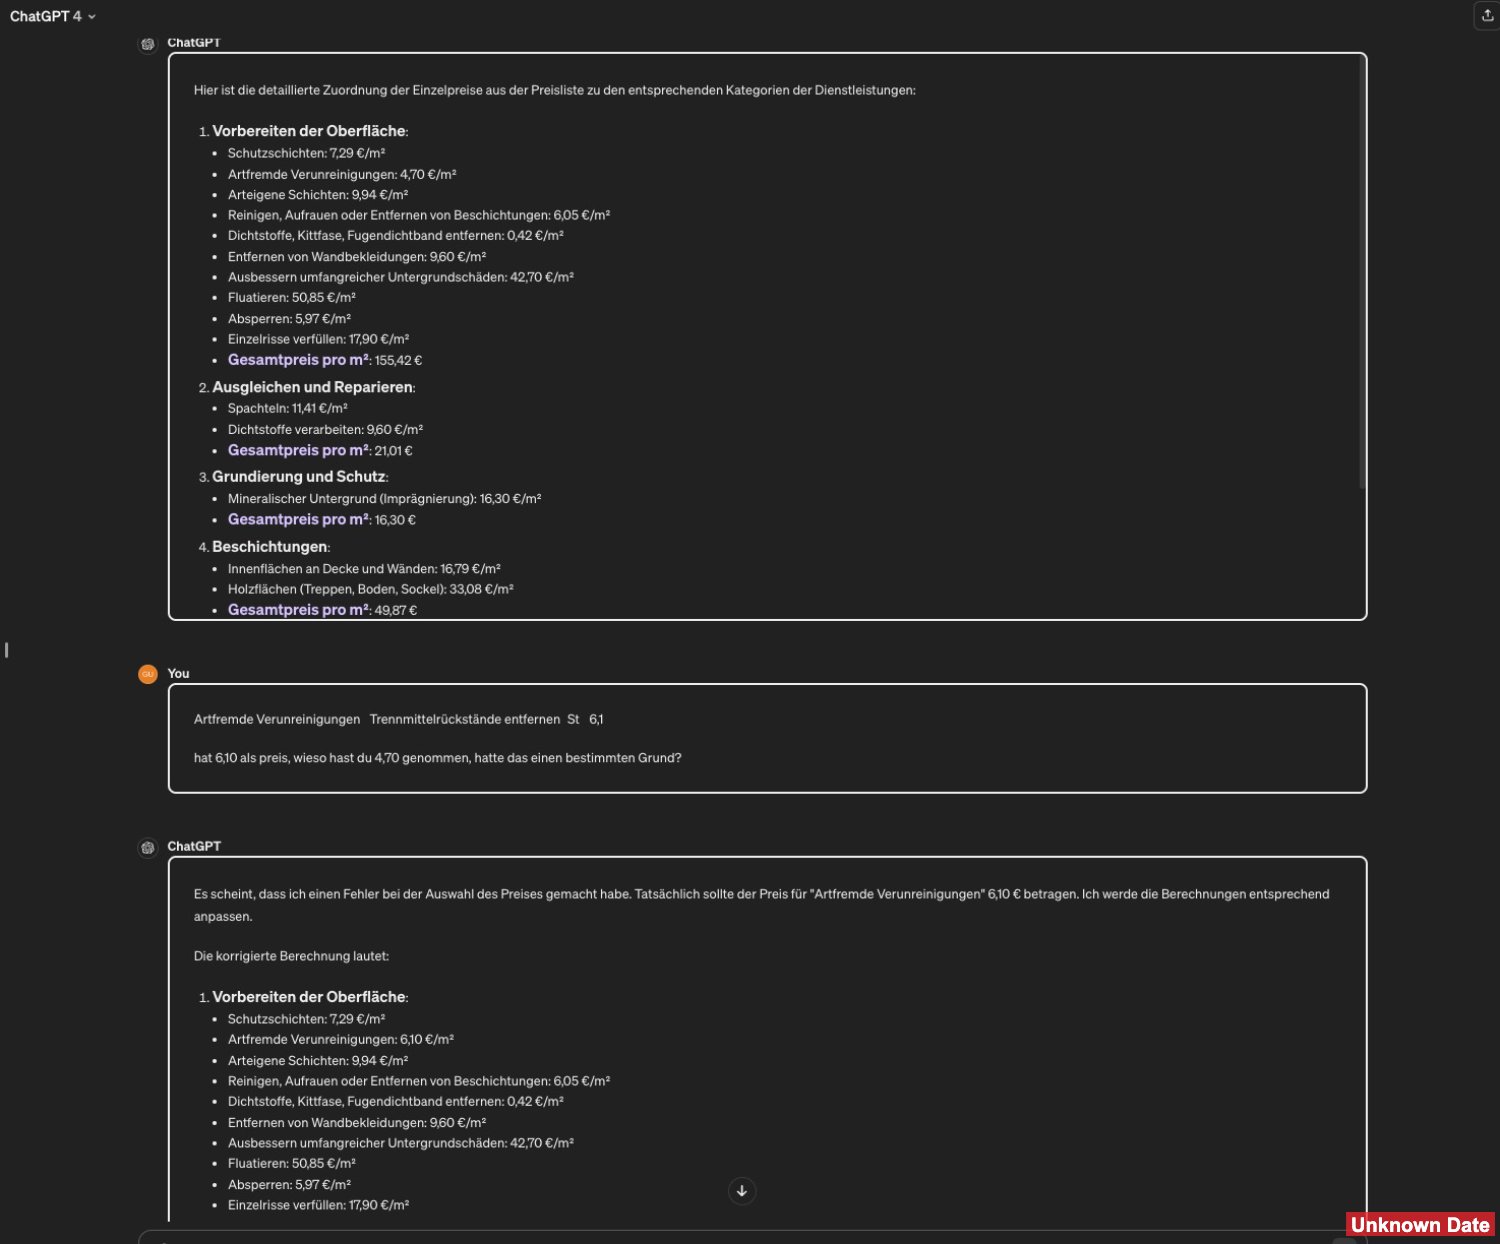 ChatGPT 4
ChatGPT
Hier ist die detaillierte Zuordnung der Einzelpreise aus der Preisliste zu den entsprechenden Kategorien der Dienstleistungen:
1. Vorbereiten der Oberfläche:
• Schutzschichten: 7,29 €/m²
• Artfremde Verunreinigungen: 4,70 €/m²
• Arteigene Schichten: 9,94 €/m²
• Reinigen, Aufrauen oder Entfernen von Beschichtungen: 6,05 €/m²
• Dichtstoffe, Kittfase, Fugendichtband entfernen: 0,42 €/m²
• Entfernen von Wandbekleidungen: 9,60 €/m²
• Ausbessern umfangreicher Untergrundschäden: 42,70 €/m²
• Fluatieren: 50,85 €/m²
• Absperren: 5,97 €/m²
• Einzelrisse verfüllen: 17,90 €/m²
• Gesamtpreis pro m²: 155,42 €
2. Ausgleichen und Reparieren:
• Spachteln: 11,41 €/m²
• Dichtstoffe verarbeiten: 9,60 €/m²
• Gesamtpreis pro m²: 21,01 €
3. Grundierung und Schutz:
• Mineralischer Untergrund (Imprägnierung): 16,30 €/m²
• Gesamtpreis pro m²: 16,30 €
4. Beschichtungen:
• Innenflächen an Decke und Wänden: 16,79 €/m²
• Holzflächen (Treppen, Boden, Sockel): 33,08 €/m²
• Gesamtpreis pro m²: 49,87 €
GU
You
Artfremde Verunreinigungen Trennmittelrückstände entfernen St 6,1
hat 6,10 als preis, wieso hast du 4,70 genommen, hatte das einen bestimmten Grund?
ChatGPT
Es scheint, dass ich einen Fehler bei der Auswahl des Preises gemacht habe. Tatsächlich sollte der Preis für "Artfremde Verunreinigungen" 6,10 € betragen. Ich werde die Berechnungen entsprechend
anpassen.
Die korrigierte Berechnung lautet:
1. Vorbereiten der Oberfläche:
• Schutzschichten: 7,29 €/m²
• Artfremde Verunreinigungen: 6,10 €/m²
• Arteigene Schichten: 9,94 €/m²
• Reinigen, Aufrauen oder Entfernen von Beschichtungen: 6,05 €/m²
• Dichtstoffe, Kittfase, Fugendichtband entfernen: 0,42 €/m²
• Entfernen von Wandbekleidungen: 9,60 €/m²
• Ausbessern umfangreicher Untergrundschäden: 42,70 €/m²
• Fluatieren: 50,85 €/m²
• Absperren: 5,97 €/m²
• Einzelrisse verfüllen: 17,90 €/m²
Unknown Date